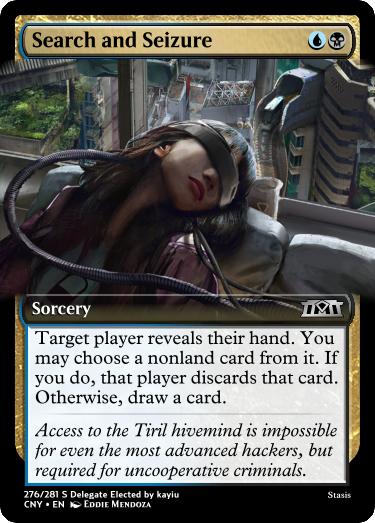 Search and Seizure
Sorcery
Target player reveals their hand. You
may choose a nonland card from it. If
you do, that player discards that card.
Otherwise, draw a card.
Access to the Tiril hivemind is impossible
for even the most advanced hackers, but
required for uncooperative criminals.
276/281 S Delegate Elected by kayiu
Stasis
CNY • EN Eddie Mendoza